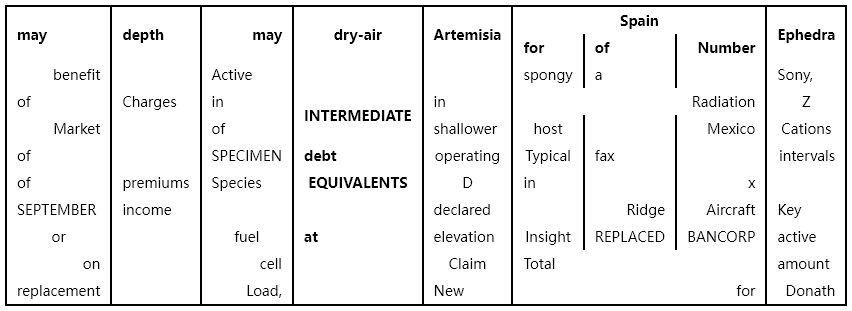 Spain
may depth may dry-air Artemisia Ephedra
for of Number
benefit Active spongy a Sony,
of Charges in in Radiation Z
INTERMEDIATE
Market of shallower host Mexico Cations
of SPECIMEN debt operating Typical fax intervals
of premiums Species EQUIVALENTS D in x
SEPTEMBER income declared Ridge Aircraft Key
or fuel at elevation Insight REPLACED BANCORP active
on cell Claim Total amount
replacement Load, New for Donath